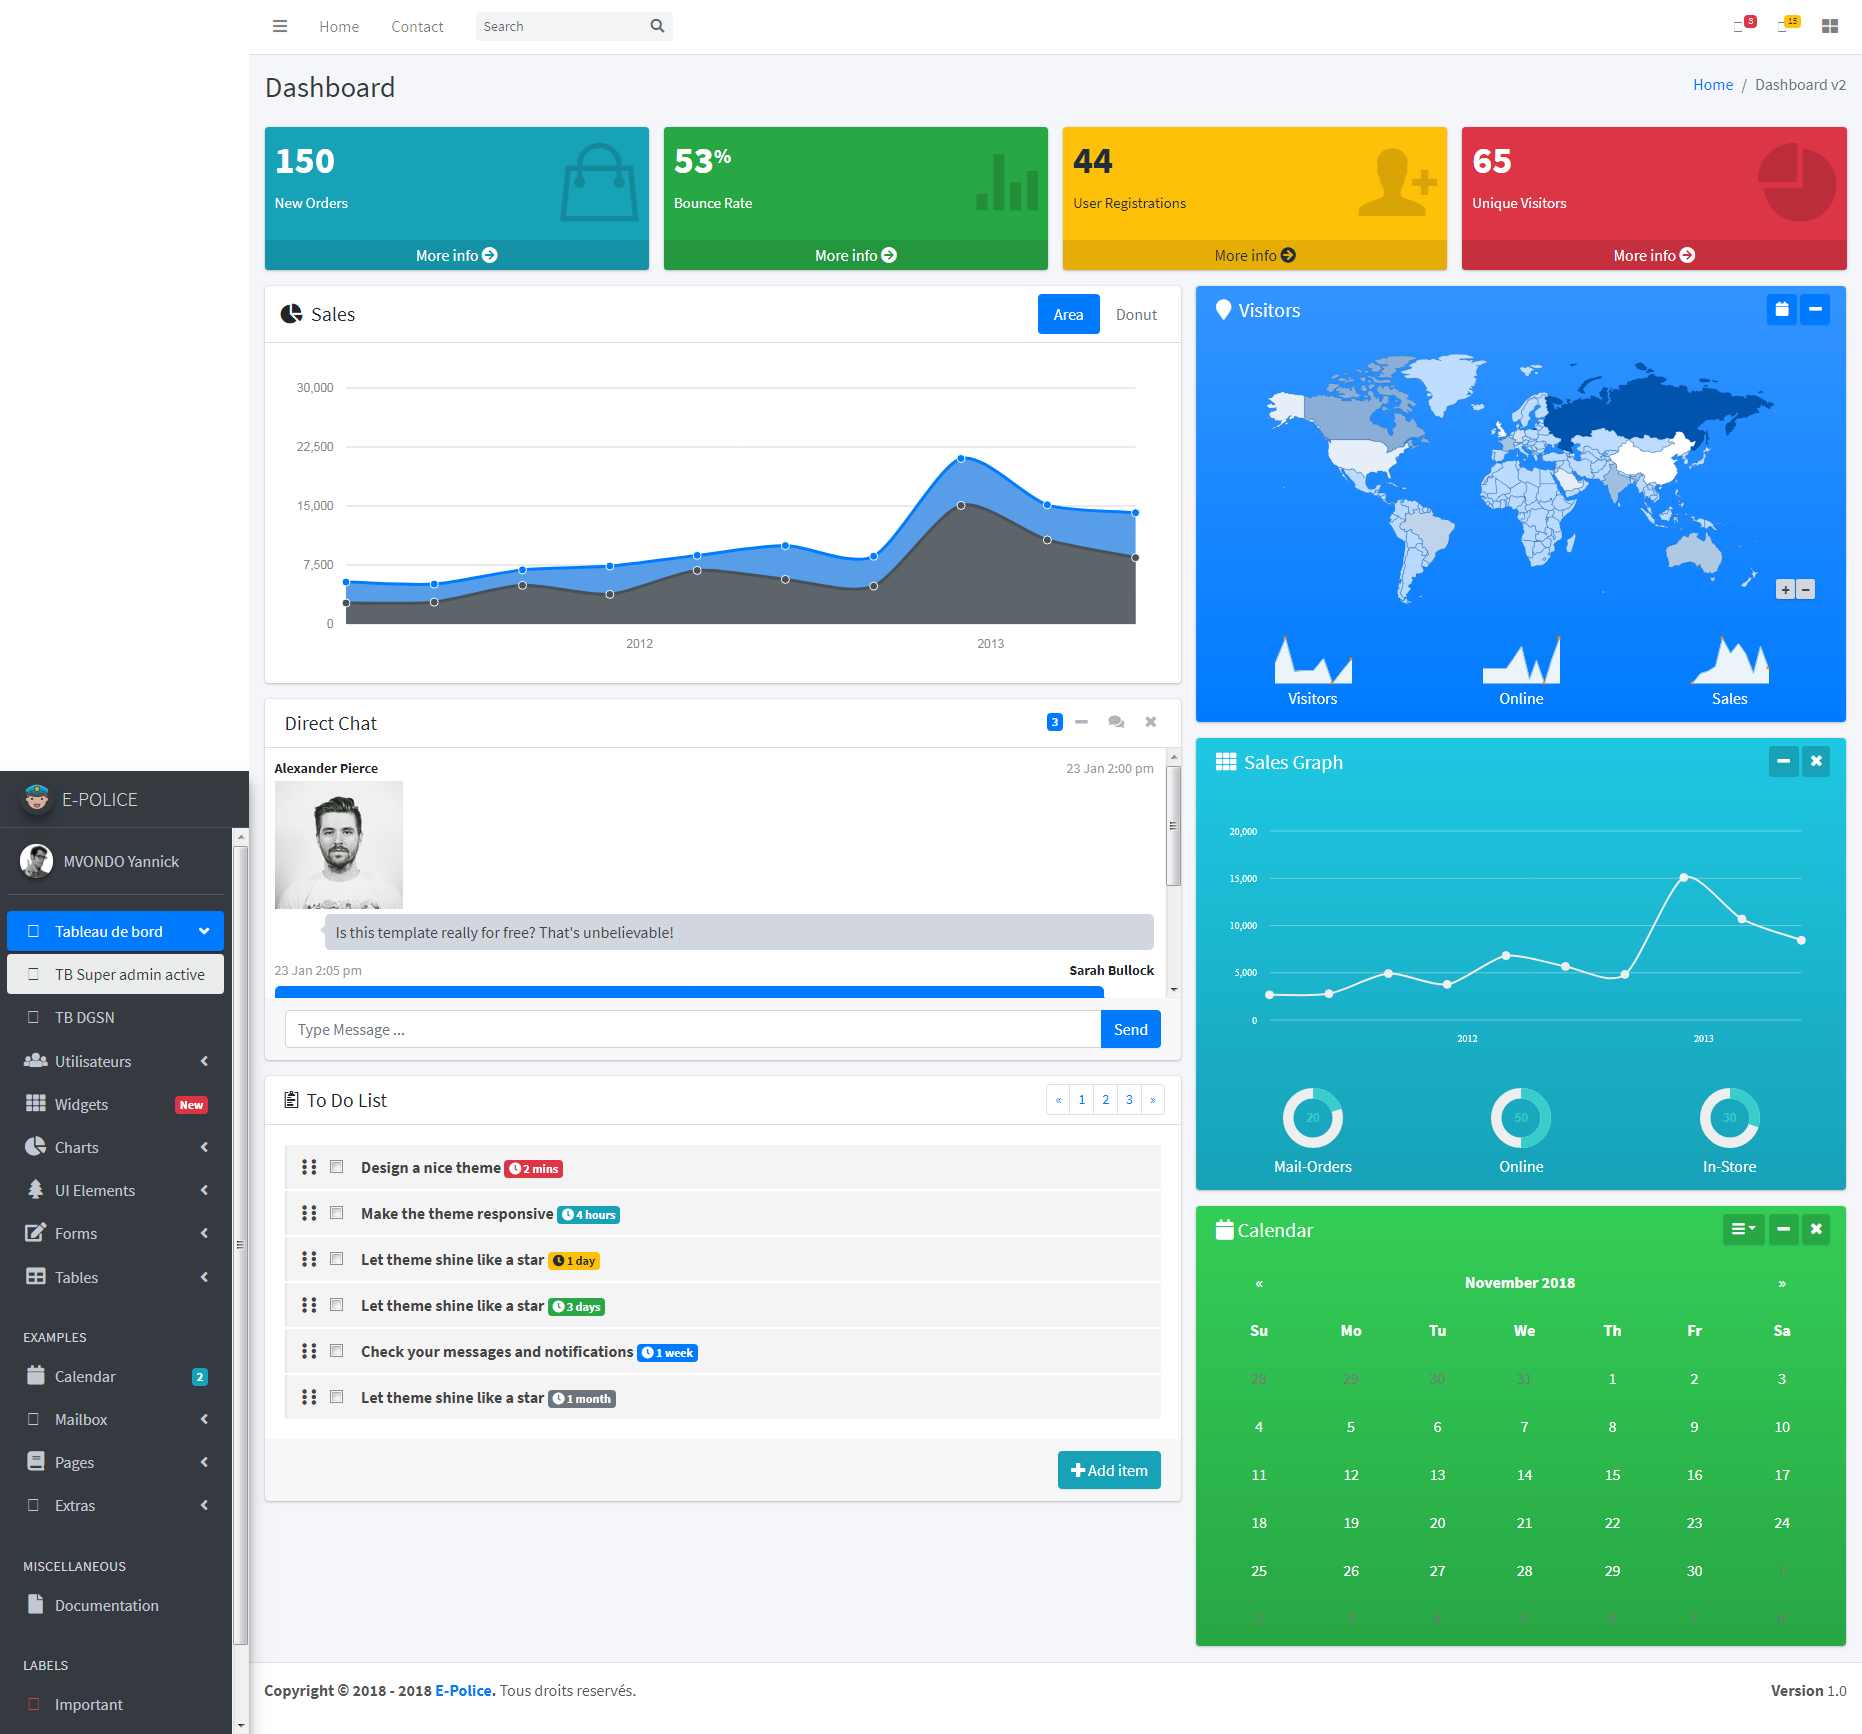 Home
Contact
Search
3
15
Dashboard
Home / Dashboard v2
150
New Orders
More info
53%
Bounce Rate
More info
44
User Registrations
More info
65
Unique Visitors
More info
Sales
Area
Donut
30,000
22,500
15,000
7,500
0
2012
2013
Visitors
+
−
Visitors
Online
Sales
Direct Chat
3
Alexander Pierce
23 Jan 2:00 pm
Is this template really for free? That's unbelievable!
23 Jan 2:05 pm
Sarah Bullock
Type Message ...
Send
Sales Graph
20,000
15,000
10,000
5,000
0
2012
2013
20
50
30
Mail-Orders
Online
In-Store
To Do List
« 1 2 3 »
Design a nice theme 2 mins
Make the theme responsive 4 hours
Let theme shine like a star 1 day
Let theme shine like a star 3 days
Check your messages and notifications 1 week
Let theme shine like a star 1 month
Add item
Calendar
« November 2018 »
Su Mo Tu We Th Fr Sa
28 29 30 31 1 2 3
4 5 6 7 8 9 10
11 12 13 14 15 16 17
18 19 20 21 22 23 24
25 26 27 28 29 30 1
2 3 4 5 6 7 8
E-POLICE
MVONDO Yannick
Tableau de bord
TB Super admin active
TB DGSN
Utilisateurs
Widgets New
Charts
UI Elements
Forms
Tables
EXAMPLES
Calendar 2
Mailbox
Pages
Extras
MISCELLANEOUS
Documentation
LABELS
Important
Copyright © 2018 - 2018 E-Police. Tous droits reservés.
Version 1.0